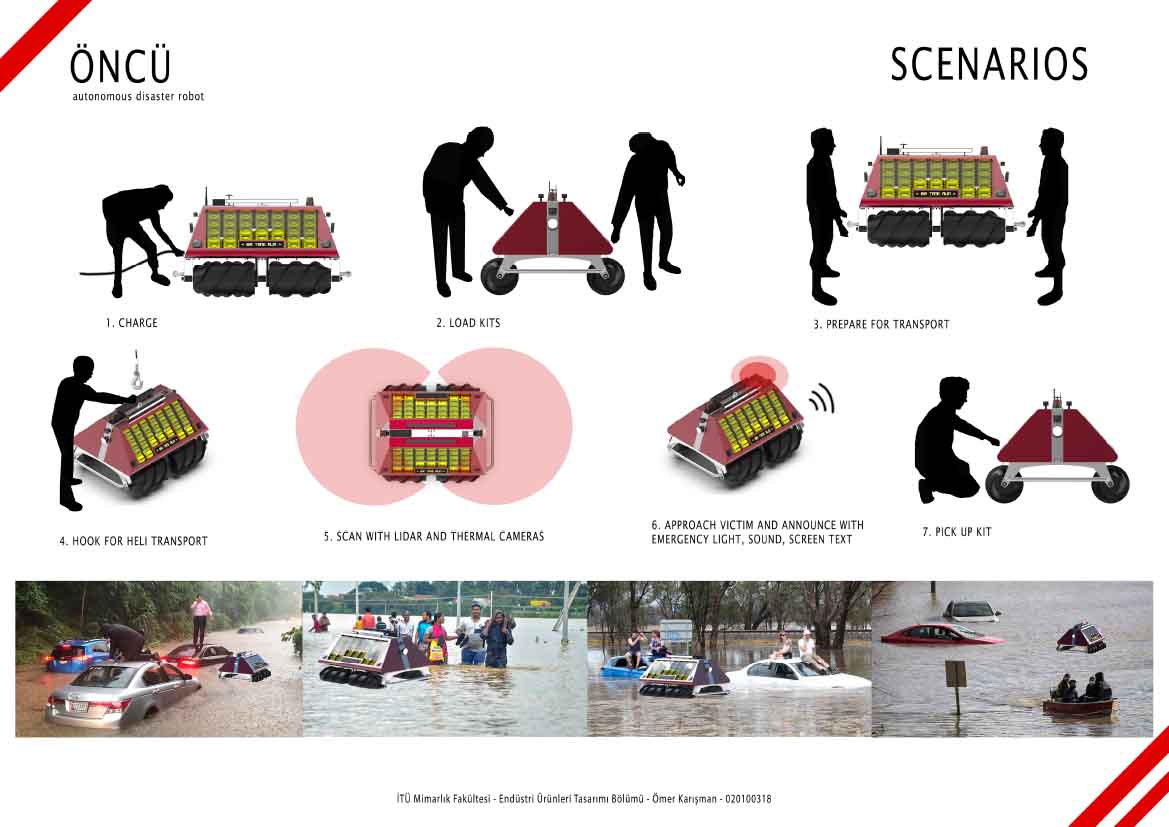 ÖNCÜ
autonomous disaster robot
SCENARIOS
1. CHARGE
2. LOAD KITS
3. PREPARE FOR TRANSPORT
4. HOOK FOR HELI TRANSPORT
5. SCAN WITH LIDAR AND THERMAL CAMERAS
6. APPROACH VICTIM AND ANNOUNCE WITH
EMERGENCY LIGHT, SOUND, SCREEN TEXT
7. PICK UP KIT
İTÜ Mimarlık Fakültesi - Endüstri Ürünleri Tasarımı Bölümü - Ömer Karışman - 020100318